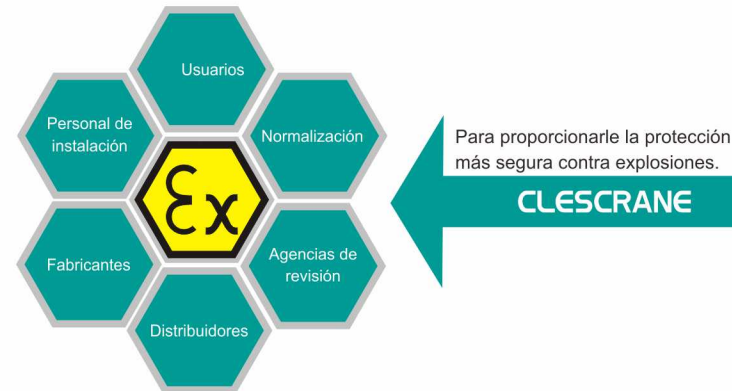 Usuarios
Personal de
instalación
Normalización
Ex
Fabricantes
Agencias de
revisión
Distribuidores
Para proporcionarle la protección
más segura contra explosiones.
CLESCRANE